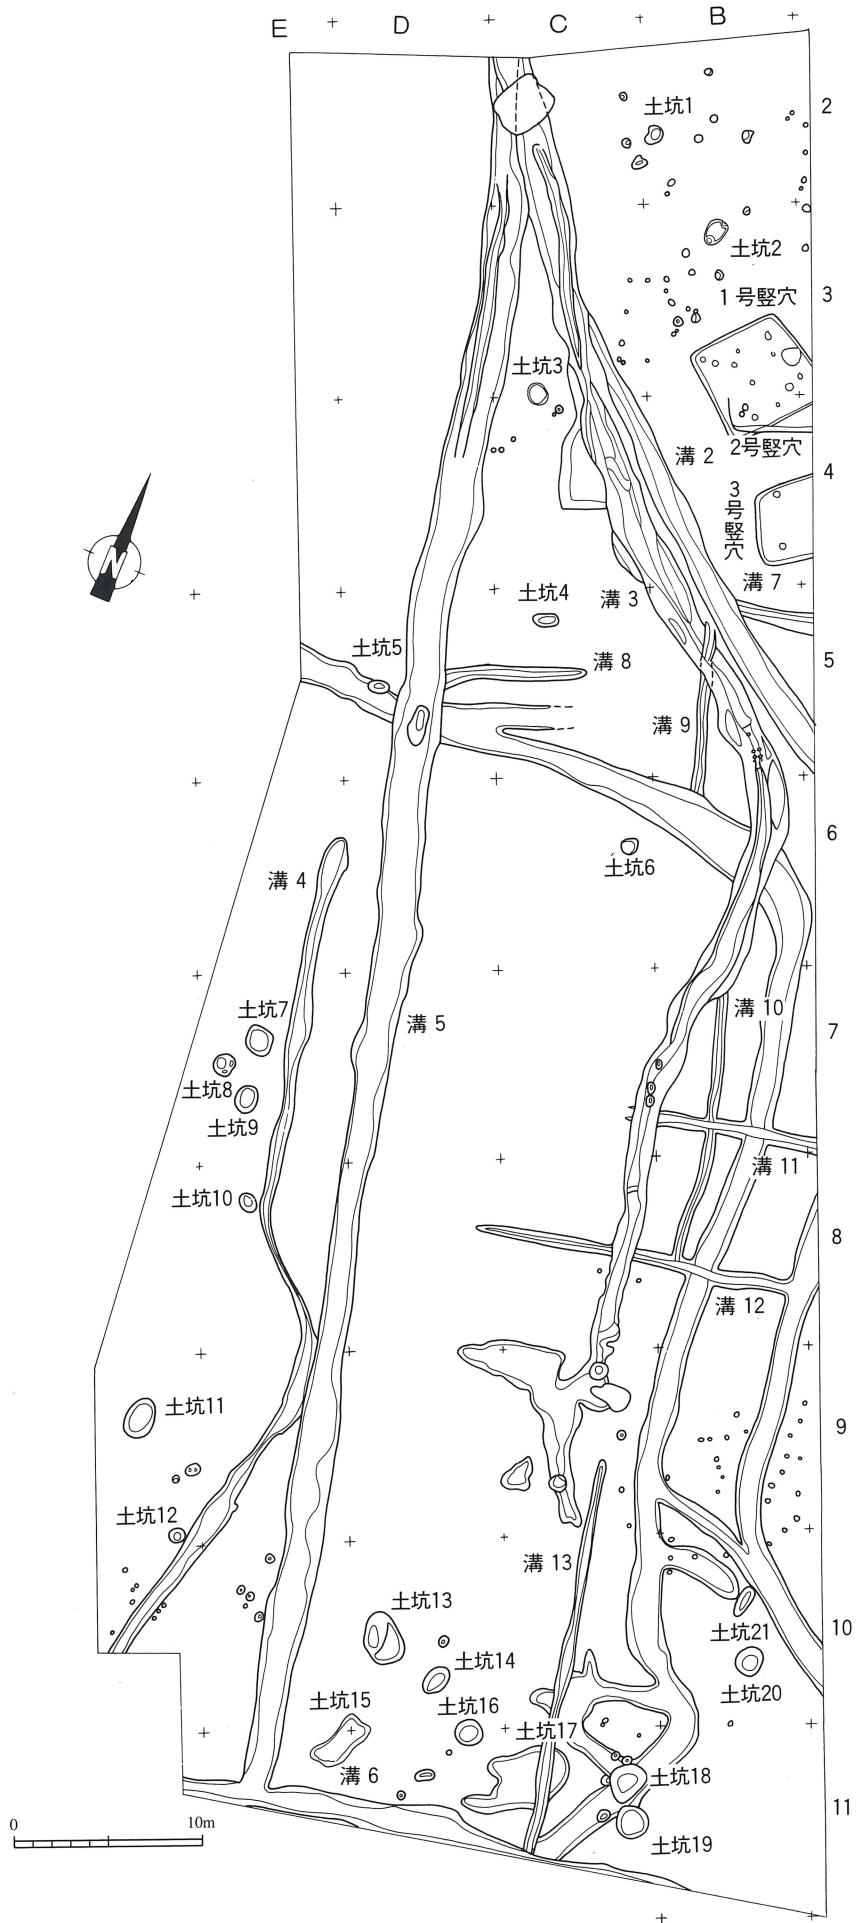 E D C B
2
土坑1
土坑2
3
1号竪穴
土坑3
2号竪穴
溝 2
4
3号竪穴
溝 7
土坑4
溝 3
土坑5
溝 8
5
溝 9
6
土坑6
溝 4
N
溝 10
土坑7
溝 5
7
土坑8
土坑9
溝 11
土坑10
8
溝 12
土坑11
9
土坑12
溝 13
土坑13
10
土坑21
土坑14
土坑20
土坑15
土坑16
土坑17
溝 6
土坑18
11
0 10m
土坑19